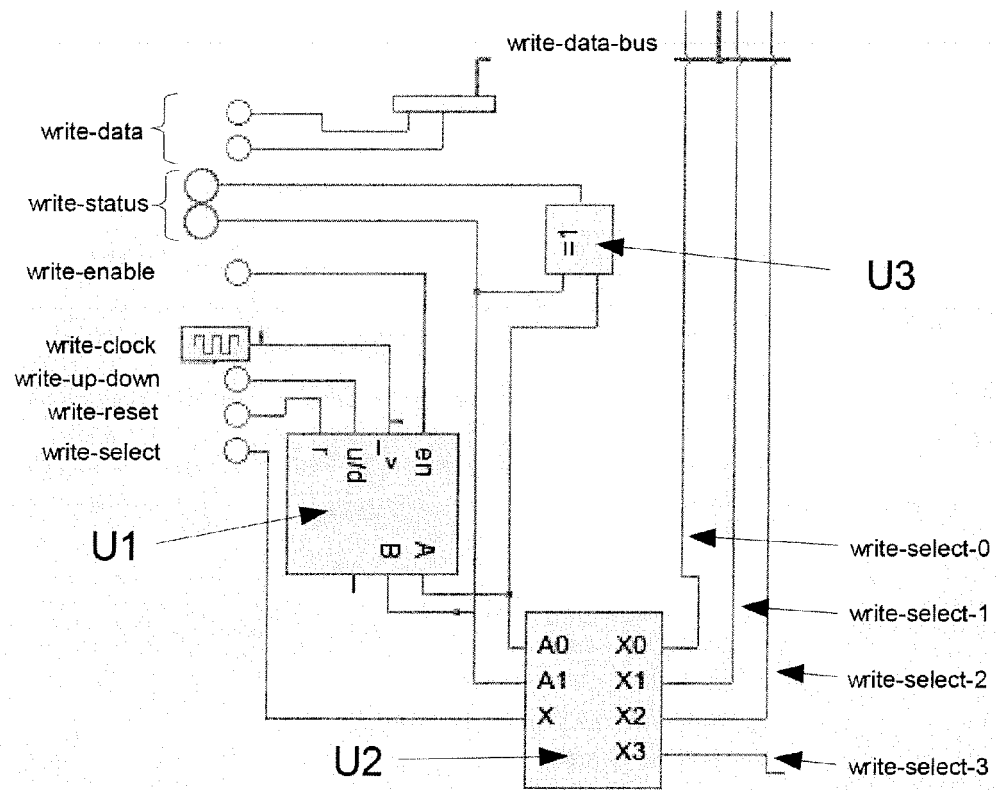 write-data-bus
write-data
write-status
=1
write-enable
U3
write-clock
write-up-down
write-reset
write-select
r u/d > en
U1
B A
write-select-0
write-select-1
A0 X0
A1 X1
write-select-2
X X2
U2
X3
write-select-3